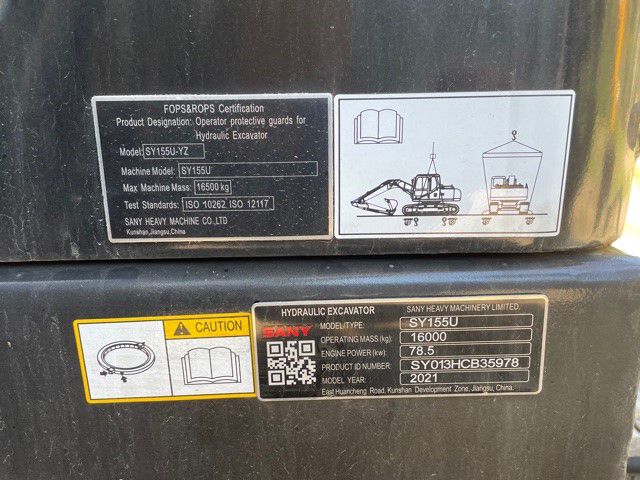 FOPS&ROPS Certification
Product Designation: Operator protective guards for
Hydraulic Excavator
Model: SY155U-YZ
Machine Model: SY155U
Max Machine Mass: 16500 kg
Test Standards: ISO 10262, ISO 12117
SANY HEAVY MACHINE CO.,LTD
Kunshan,Jiangsu,China
CAUTION
SANY
HYDRAULIC EXCAVATOR SANY HEAVY MACHINERY LIMITED
MODEL/TYPE: SY155U
OPERATING MASS (kg): 16000
ENGINE POWER (kw): 78.5
PRODUCT ID NUMBER: SY013HCB35978
MODEL YEAR: 2021
East Huancheng Road, Kunshan Development Zone, Jiangsu, China.